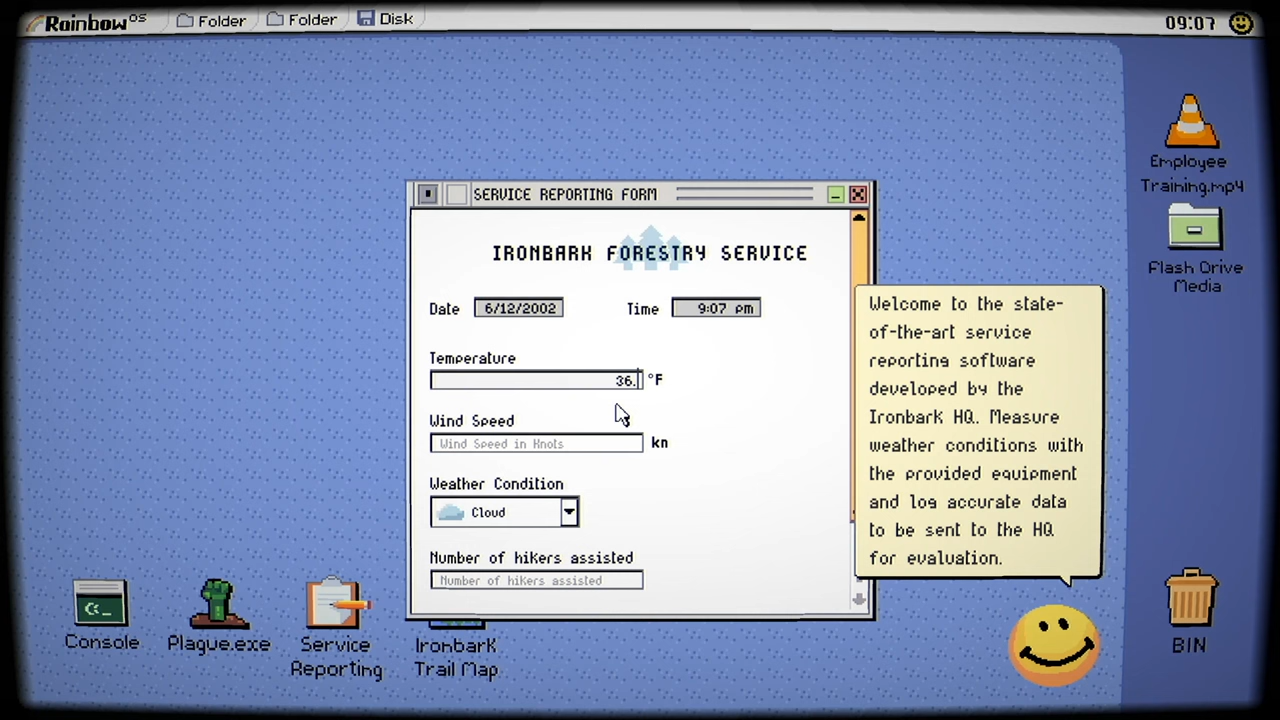 RainbowOS
Folder
Folder
Disk
09:07
SERVICE REPORTING FORM
IRONBARK FORESTRY SERVICE
Date 6/12/2002 Time 9:07 pm
Temperature
36. °F
Wind Speed
Wind Speed in Knots kn
Weather Condition
Cloud
Number of hikers assisted
Number of hikers assisted
Welcome to the state-
of-the-art service
reporting software
developed by the
Ironbark HQ. Measure
weather conditions with
the provided equipment
and log accurate data
to be sent to the HQ
for evaluation.
Employee
Training.mp4
Flash Drive
Media
Console
Plague.exe
Service
Reporting
Ironbark
Trail Map
BIN